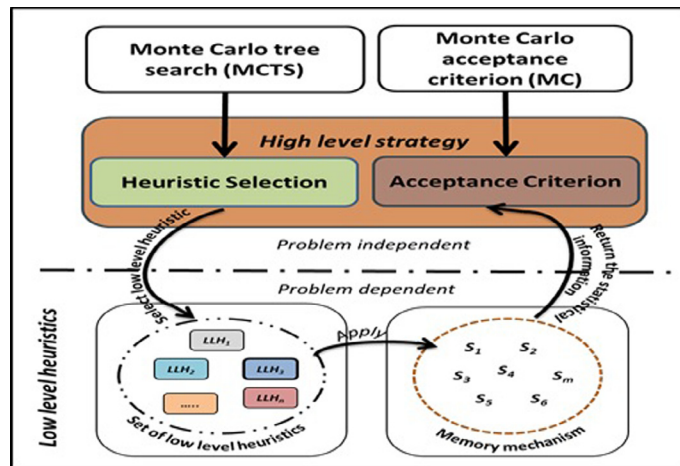 Monte Carlo tree
search (MCTS)
Monte Carlo
acceptance
criterion (MC)
High level strategy
Heuristic Selection
Acceptance Criterion
Select low level heuristic
Problem independent
Return the statistical
information
Problem dependent
Low level heuristics
LLH1
LLH2
LLH3
.....
LLHn
Set of low level heuristics
Apply
S1
S2
S3
S4
Sm
S5
S6
Memory mechanism